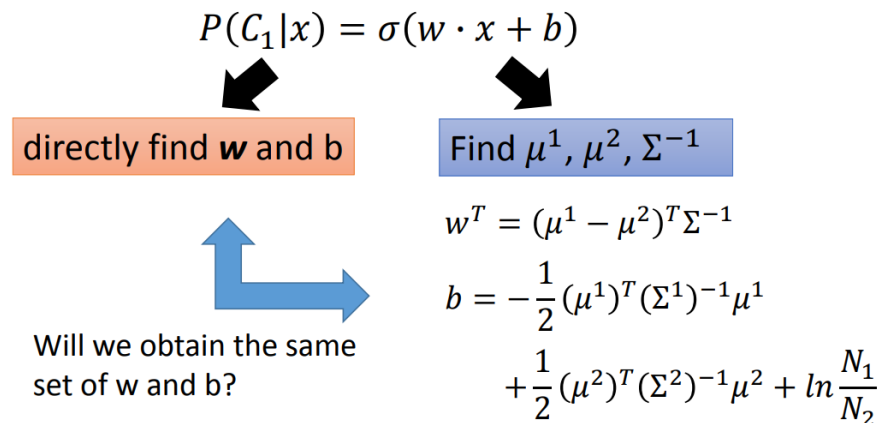 P(C₁|x) = σ(w · x + b)
directly find w and b
Find μ¹, μ², Σ⁻¹
wᵀ = (μ¹ − μ²)ᵀΣ⁻¹
b = −1/2 (μ¹)ᵀ(Σ¹)⁻¹μ¹
+1/2 (μ²)ᵀ(Σ²)⁻¹μ² + ln N₁/N₂
Will we obtain the same
set of w and b?